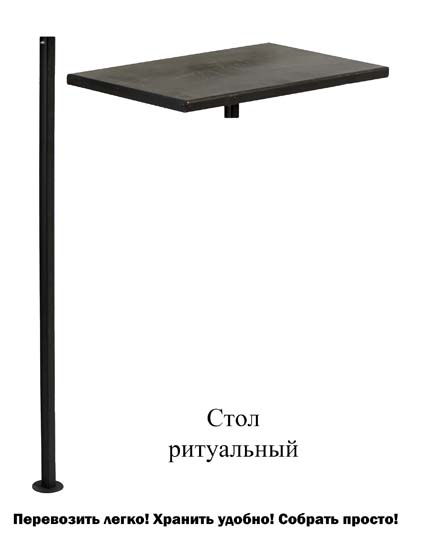 Стол
ритуальный
Перевозить легко! Хранить удобно! Собрать просто!